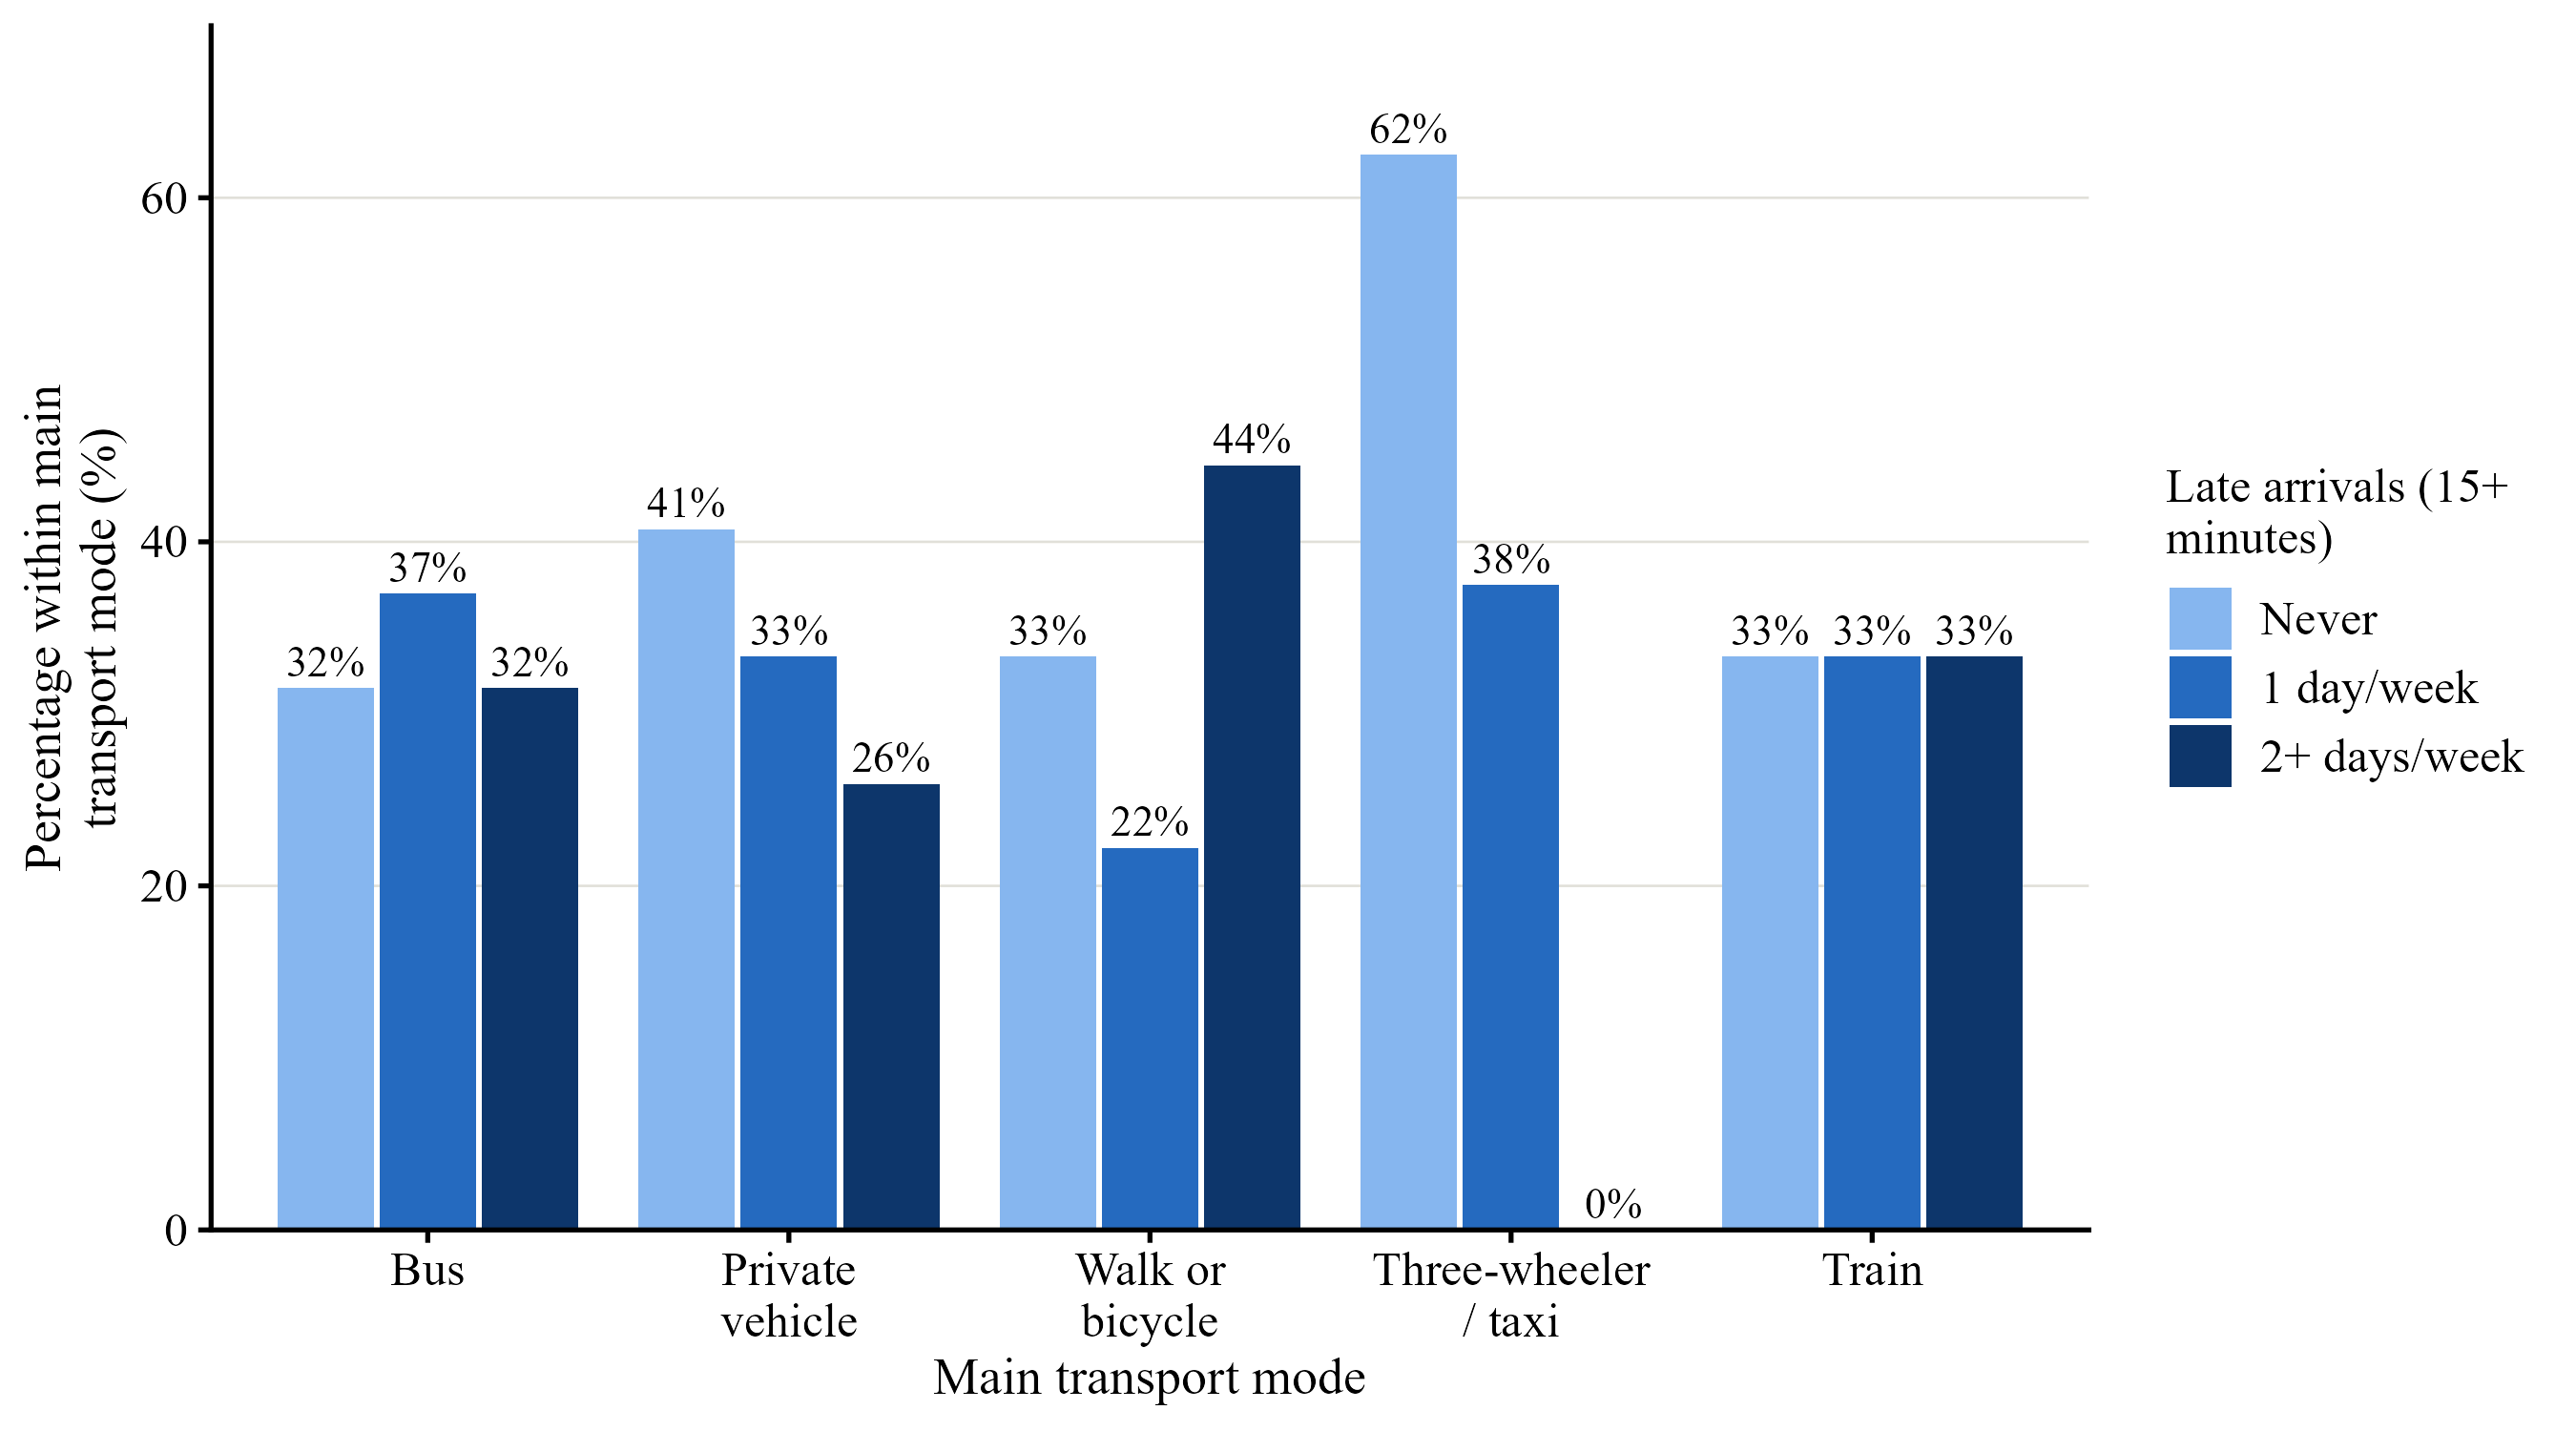 62%
60
44%
41%
40
38%
37%
33%
33%
33%
33%
33%
32%
32%
26%
22%
20
0%
0
Percentage within main
transport mode (%)
Bus
Private
vehicle
Walk or
bicycle
Three-wheeler
/ taxi
Train
Main transport mode
Late arrivals (15+
minutes)
Never
1 day/week
2+ days/week